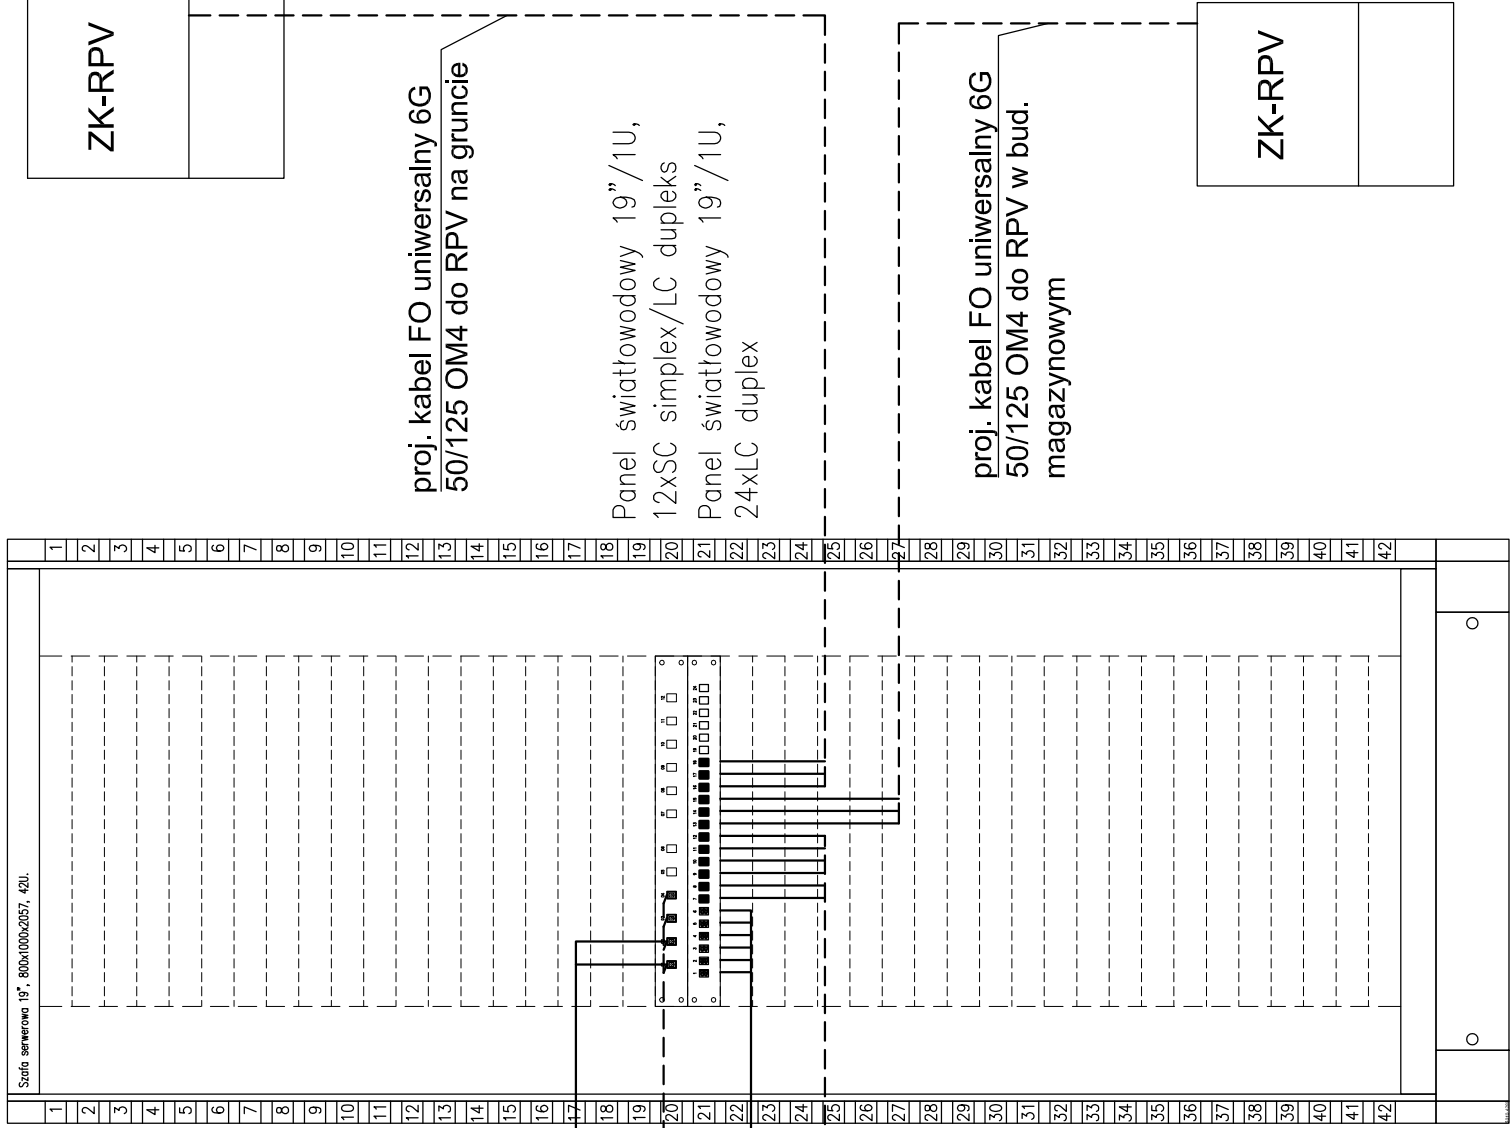 ZK-RPV
proj. kabel FO uniwersalny 6G
50/125 OM4 do RPV na gruncie
Panel światłowodowy 19"/1U,
12xSC simplex/LC dupleks
Panel światłowodowy 19"/1U,
24xLC duplex
proj. kabel FO uniwersalny 6G
50/125 OM4 do RPV w bud.
magazynowym
ZK-RPV
Szafa serwerowa 19", 800x1000x2057, 42U.
1 2 3 4 5 6 7 8 9 10 11 12 13 14 15 16 17 18 19 20 21 22 23 24 25 26 27 28 29 30 31 32 33 34 35 36 37 38 39 40 41 42
1 2 3 4 5 6 7 8 9 10 11 12 13 14 15 16 17 18 19 20 21 22 23 24 25 26 27 28 29 30 31 32 33 34 35 36 37 38 39 40 41 42